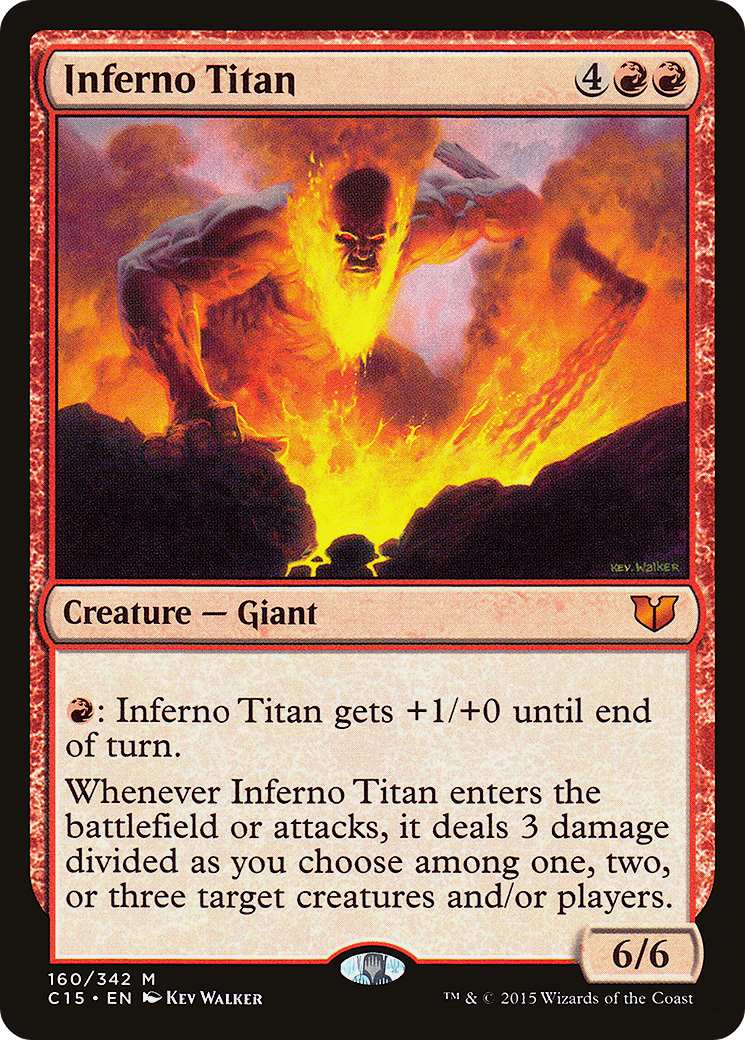 Inferno Titan 4
Kev. Walker
Creature — Giant
: Inferno Titan gets +1/+0 until end
of turn.
Whenever Inferno Titan enters the
battlefield or attacks, it deals 3 damage
divided as you choose among one, two,
or three target creatures and/or players.
6/6
160/342 M
C15 • EN Kev Walker
™ & © 2015 Wizards of the Coast